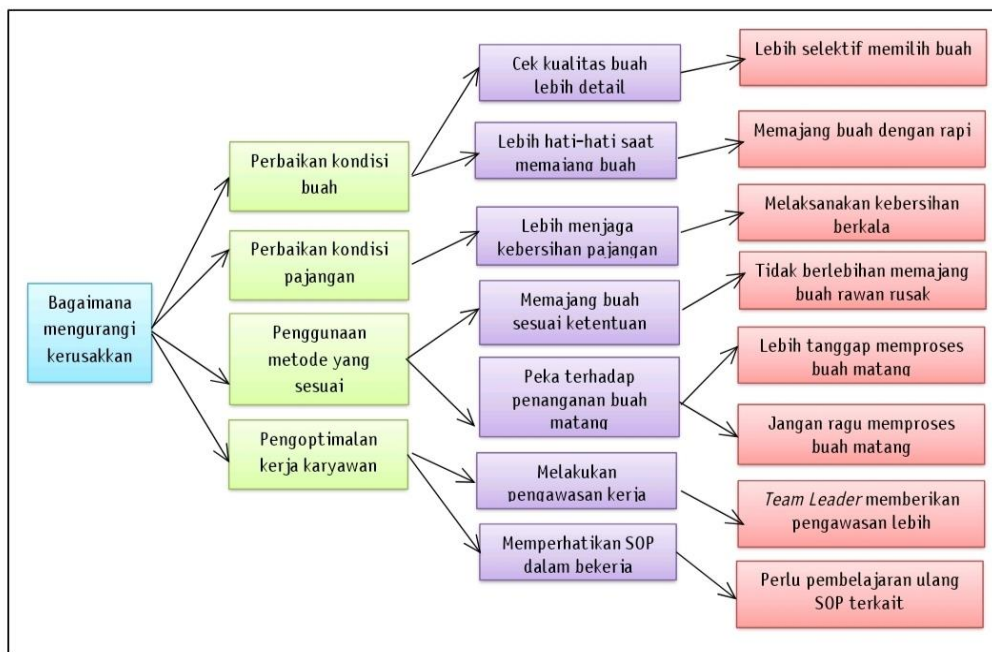 Bagaimana
mengurangi
kerusakkan
Perbaikan kondisi
buah
Perbaikan kondisi
pajangan
Penggunaan
metode yang
sesuai
Pengoptimalan
kerja karyawan
Cek kualitas buah
lebih detail
Lebih hati-hati saat
memajang buah
Lebih menjaga
kebersihan pajangan
Memajang buah
sesuai ketentuan
Peka terhadap
penanganan buah
matang
Melakukan
pengawasan kerja
Memperhatikan SOP
dalam bekerja
Lebih selektif memilih buah
Memajang buah dengan rapi
Melaksanakan kebersihan
berkala
Tidak berlebihan memajang
buah rawan rusak
Lebih tanggap memproses
buah matang
Jangan ragu memproses
buah matang
Team Leader memberikan
pengawasan lebih
Perlu pembelajaran ulang
SOP terkait